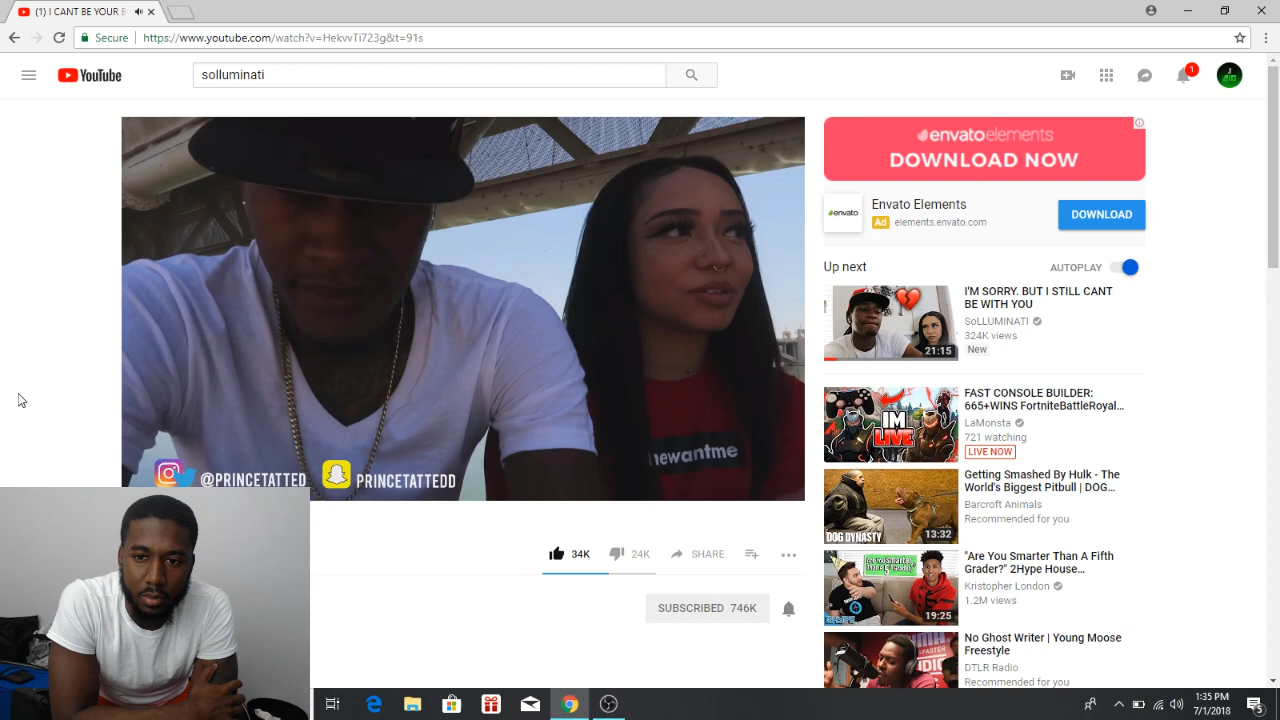 (1) I CANT BE YOUR B
Secure
https://www.youtube.com/watch?v=HekvvTi723g&t=91s
YouTube
solluminati
1
J
newantme
@PRINCETATTED
PRINCETATTEDD
34K
24K
SHARE
SUBSCRIBED 746K
envatoelements
DOWNLOAD NOW
envato
Envato Elements
Ad elements.envato.com
DOWNLOAD
Up next
AUTOPLAY
21:15
I'M SORRY. BUT I STILL CANT
BE WITH YOU
SoLLUMINATI
324K views
New
IM
LIVE
FAST CONSOLE BUILDER:
665+WINS FortniteBattleRoyal…
LaMonsta
721 watching
LIVE NOW
DOG DYNASTY
13:32
Getting Smashed By Hulk - The
World's Biggest Pitbull | DOG…
Barcroft Animals
Recommended for you
19:25
"Are You Smarter Than A Fifth
Grader?" 2Hype House…
Kristopher London
1.2M views
No Ghost Writer | Young Moose
Freestyle
DTLR Radio
Recommended for you
1:35 PM
7/1/2018
5